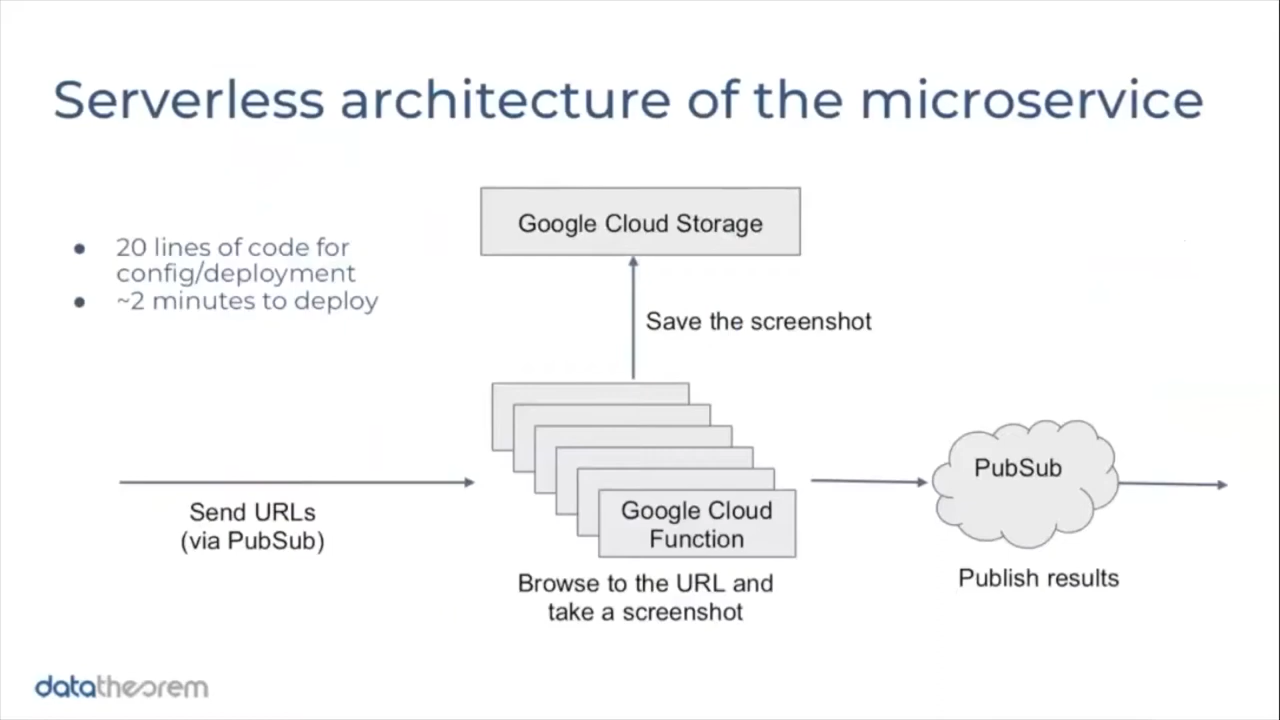 Serverless architecture of the microservice
● 20 lines of code for
config/deployment
● ~2 minutes to deploy
Google Cloud Storage
Save the screenshot
Send URLs
(via PubSub)
Google Cloud
Function
Browse to the URL and
take a screenshot
PubSub
Publish results
datatheorem